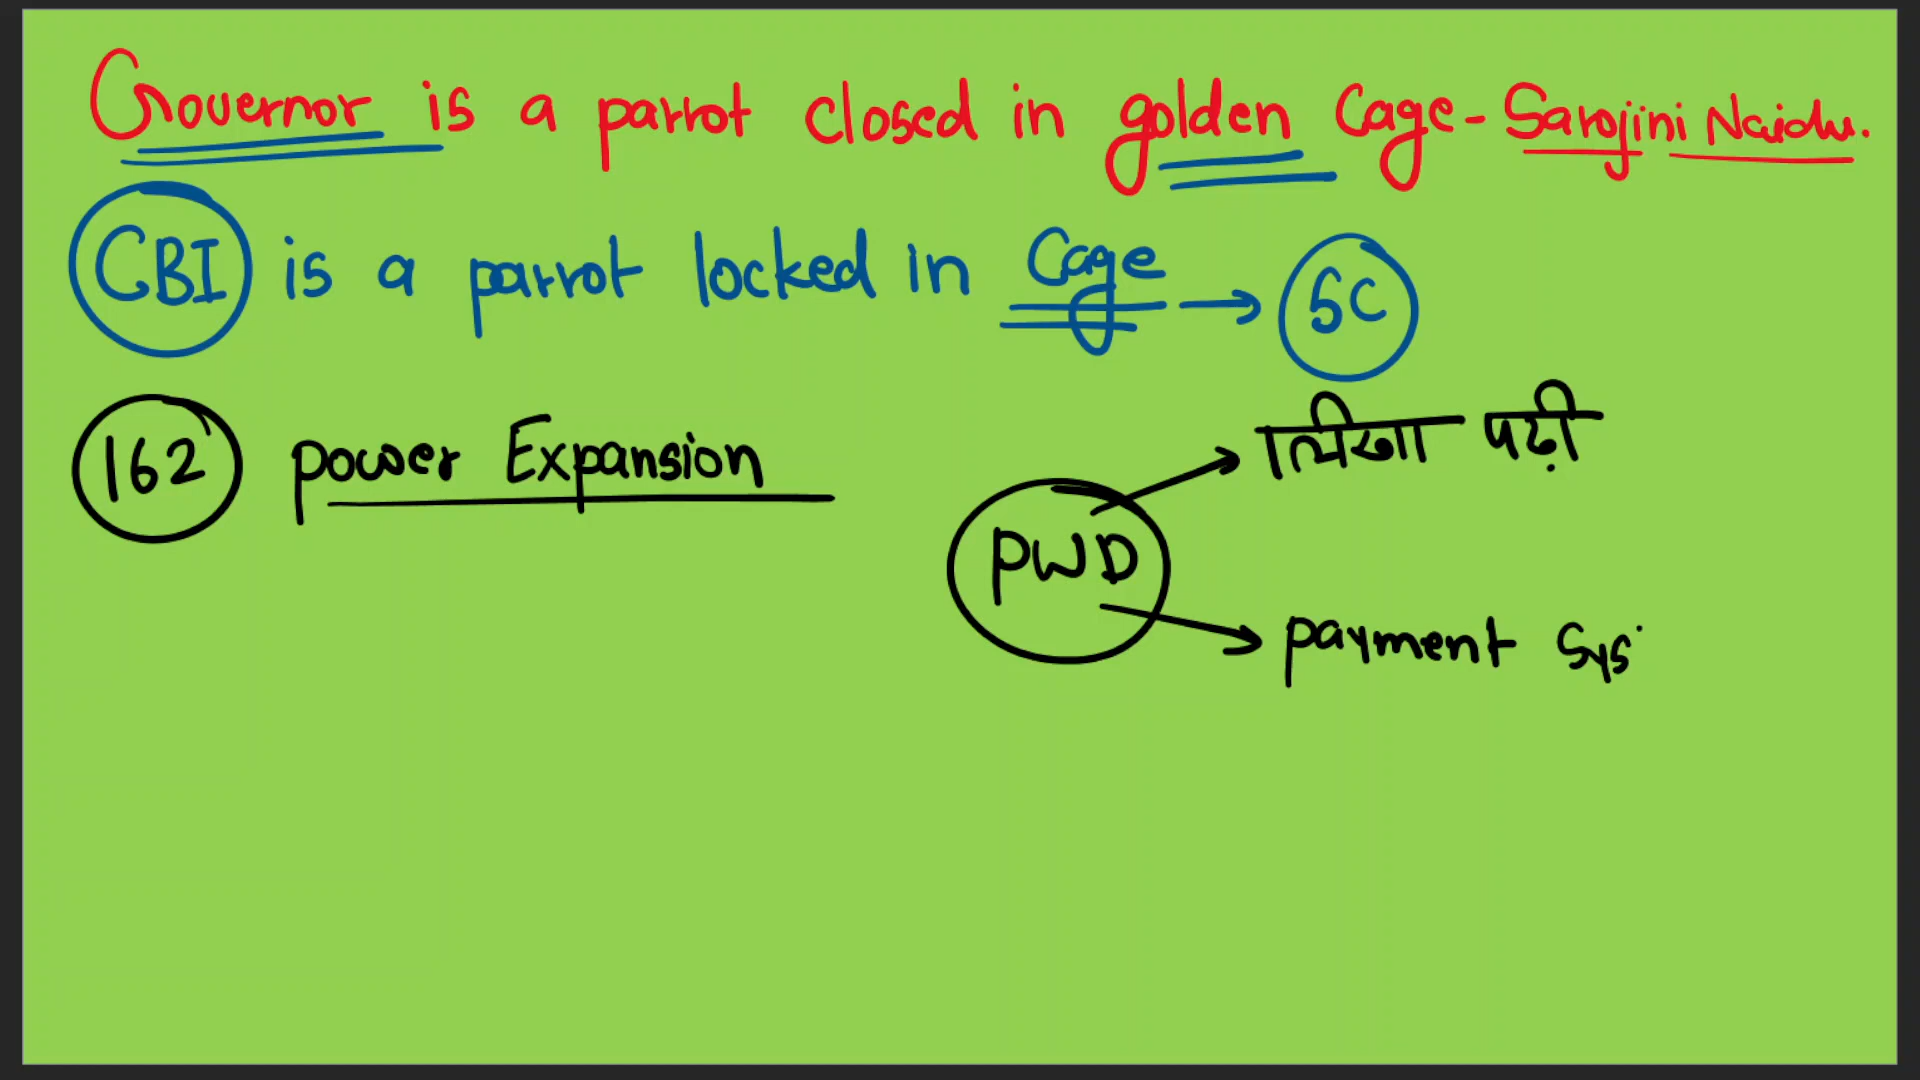 Governor is a parrot closed in golden Cage - Sarojini Naidu.
CBI is a parrot locked in Cage → SC
162 power Expansion
लिखा पढ़ी
PWD
payment Sys